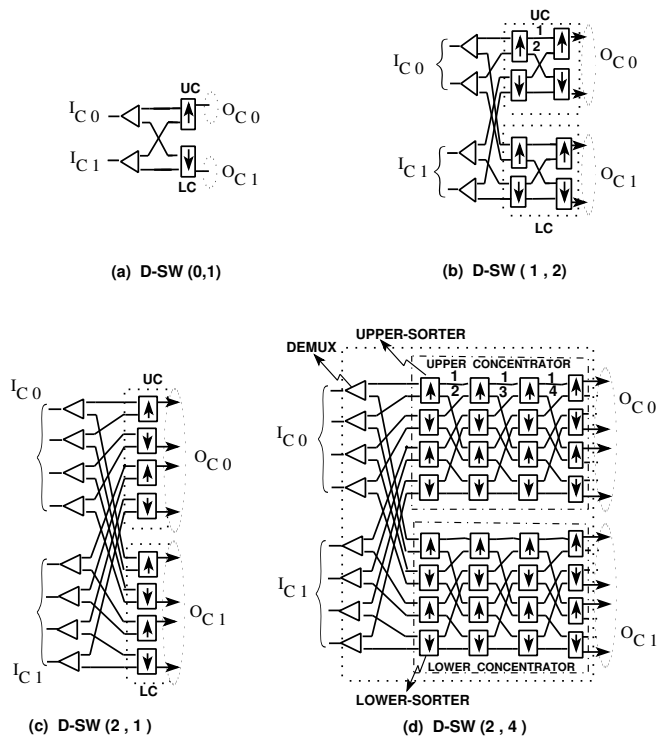 UC
I C 0
O C 0
I C 1
O C 1
LC
(a) D-SW (0,1)
UC
1
2
I C 0
O C 0
I C 1
O C 1
LC
(b) D-SW ( 1 , 2)
UC
I C 0
O C 0
O C 1
I C 1
LC
(c) D-SW ( 2 , 1 )
UPPER-SORTER
DEMUX
UPPER CONCENTRATOR
1 1 1
2 3 4
I C 0
O C 0
I C 1
O C 1
LOWER CONCENTRATOR
LOWER-SORTER
(d) D-SW ( 2 , 4 )